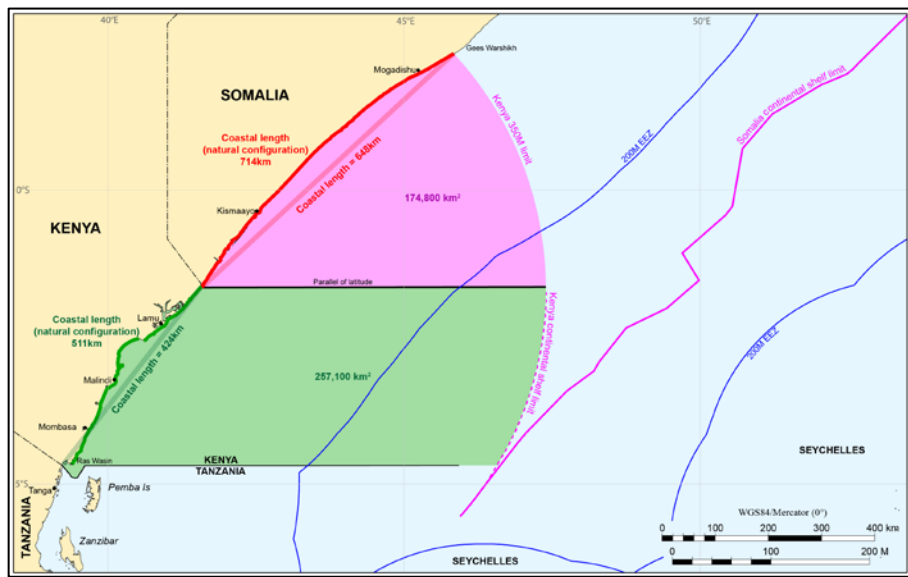 40°E
45°E
50°E
Gees Warshikh
Mogadishu
SOMALIA
Coastal length
(natural configuration)
714km
Coastal length = 648km
Kenya 350M limit
200M EEZ
Somalia continental shelf limit
0°S
Kismaayo
174,800 km²
KENYA
Parallel of latitude
Lamu
Coastal length
(natural configuration)
511km
Coastal length = 424km
Kenya continental shelf limit
200M EEZ
Malindi
257,100 km²
Mombasa
Ras Wasin
KENYA
TANZANIA
SEYCHELLES
5°S
Tanga
Pemba Is
TANZANIA
Zanzibar
WGS84/Mercator (0°)
0 100 200 300 400 km
0 100 200 M
SEYCHELLES